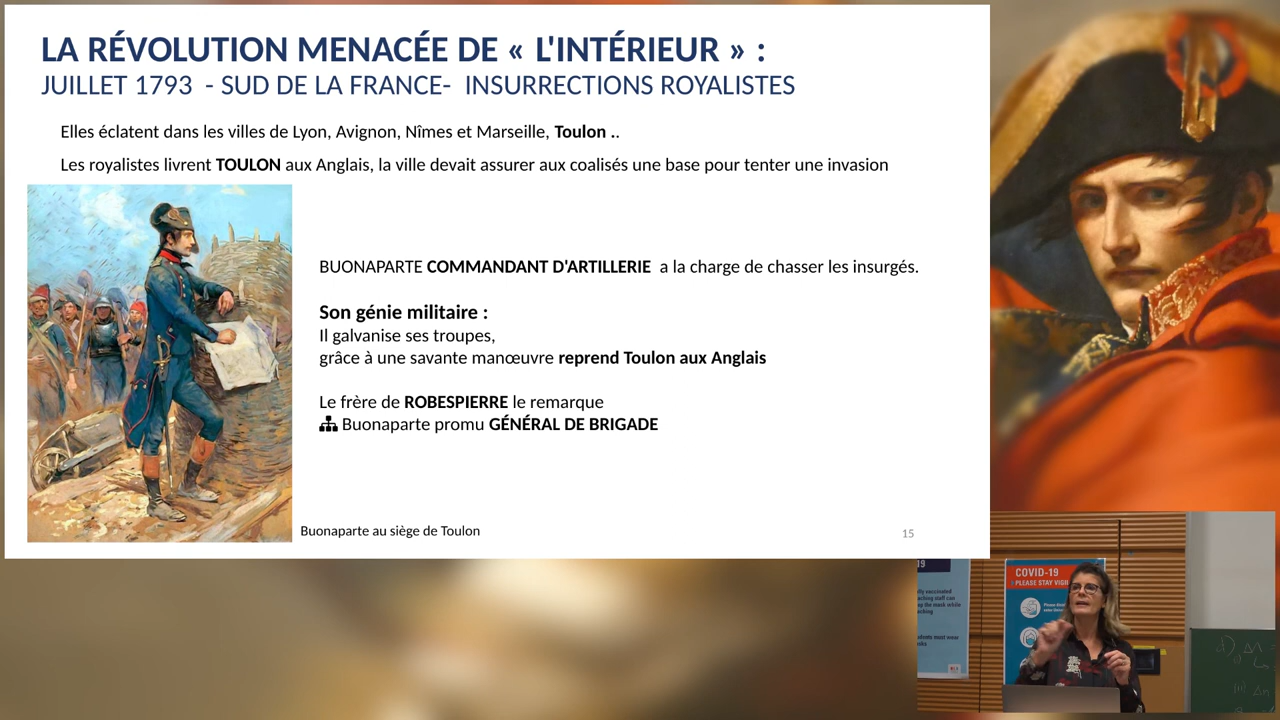 LA RÉVOLUTION MENACÉE DE « L'INTÉRIEUR » :
JUILLET 1793 - SUD DE LA FRANCE- INSURRECTIONS ROYALISTES
Elles éclatent dans les villes de Lyon, Avignon, Nîmes et Marseille, Toulon ..
Les royalistes livrent TOULON aux Anglais, la ville devait assurer aux coalisés une base pour tenter une invasion
BUONAPARTE COMMANDANT D'ARTILLERIE a la charge de chasser les insurgés.
Son génie militaire :
Il galvanise ses troupes,
grâce à une savante manœuvre reprend Toulon aux Anglais
Le frère de ROBESPIERRE le remarque
Buonaparte promu GÉNÉRAL DE BRIGADE
Buonaparte au siège de Toulon
15
19
COVID-19
PLEASE STAY